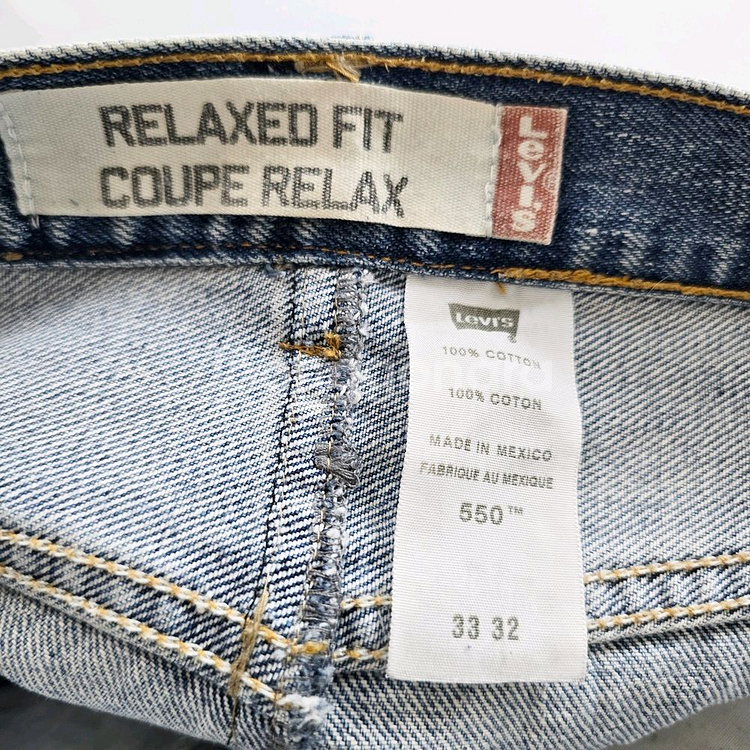 RELAXED FIT
COUPE RELAX
Levi's
Levi's
100% COTTON
100% COTON
MADE IN MEXICO
FABRIQUE AU MEXIQUE
550™
33 32